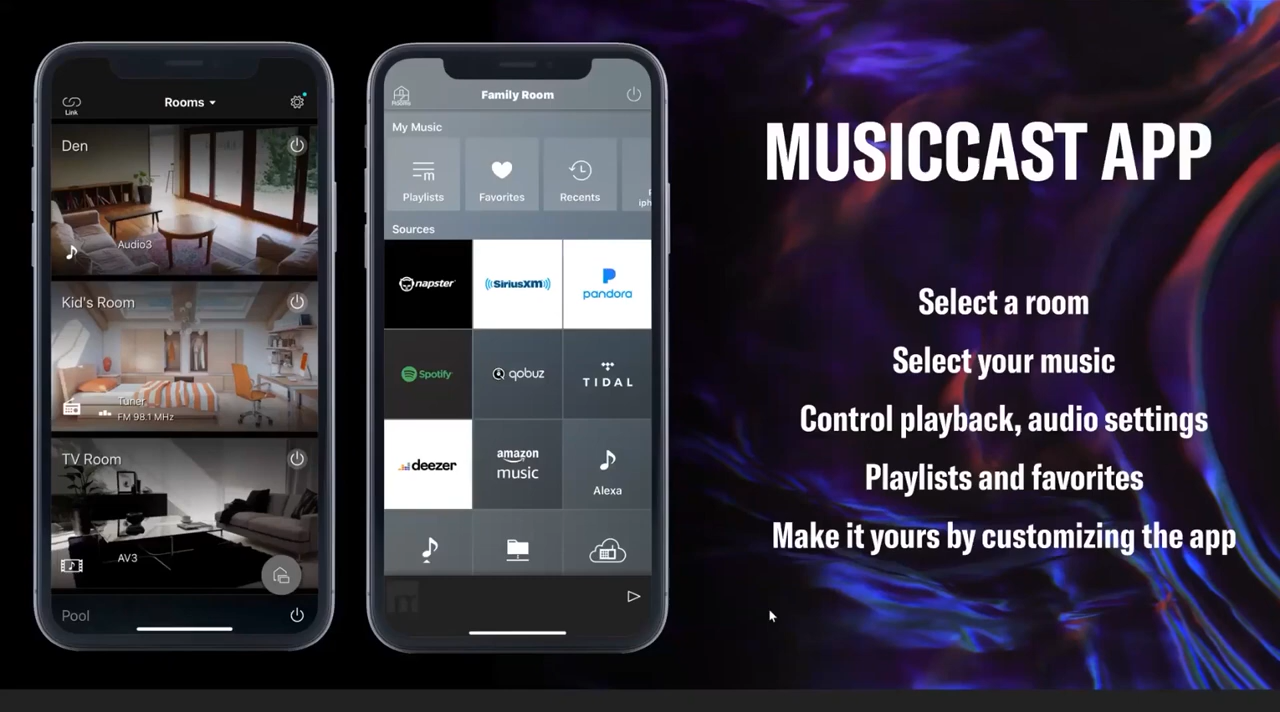 Link
Rooms
Den
Audio3
Kid's Room
Tuner
FM 98.1 MHz
TV Room
AV3
Pool
Rooms
Family Room
My Music
Playlists
Favorites
Recents
iph
Sources
napster
SiriusXM
pandora
Spotify
qobuz
TIDAL
deezer
amazon music
Alexa
MUSICCAST APP
Select a room
Select your music
Control playback, audio settings
Playlists and favorites
Make it yours by customizing the app